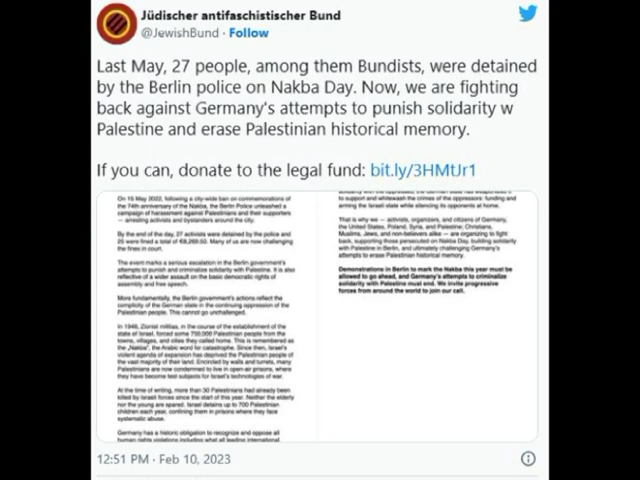 Jüdischer antifaschistischer Bund
@JewishBund · Follow
Last May, 27 people, among them Bundists, were detained
by the Berlin police on Nakba Day. Now, we are fighting
back against Germany's attempts to punish solidarity w
Palestine and erase Palestinian historical memory.
If you can, donate to the legal fund: bit.ly/3HMtJr1
On 15 May 2022, following a city-wide ban on commemorations of
the 74th anniversary of the Nakba, the Berlin Police unleashed a
campaign of harassment against Palestinians and their supporters
– arresting activists and bystanders around the city.
By the end of the day, 27 activists were detained by the police and
25 were fined a total of €8,269.50. Many of us are now challenging
the fines in court.
The event marks a serious escalation in the Berlin government's
attempts to punish and criminalize solidarity with Palestine. It is also
reflective of a wider assault on the basic democratic rights of
assembly and free speech.
More fundamentally, the Berlin government's actions reflect the
complicity of the German state in the continuing oppression of the
Palestinian people. This cannot go unchallenged.
In 1948, Zionist militias, in the course of the establishment of the
state of Israel, forced some 750,000 Palestinian people from the
towns, villages, and cities they called home. This is remembered as
the „Nakba", the Arabic word for catastrophe. Since then, Israel's
violent agenda of expansion has deprived the Palestinian people of
the vast majority of their land. Encircled by walls and turrets, many
Palestinians are now condemned to live in open-air prisons, where
they have become test subjects for Israel's technologies of war.
At the time of writing, more than 30 Palestinians had already been
killed by Israeli forces since the start of this year. Neither the elderly
nor the young are spared. Israel detains up to 700 Palestinian
children each year, confining them in prisons where they face
systematic abuse.
Germany has a historic obligation to recognize and oppose all
human rights violations including what all leading international
solidarity with the oppressed, the German state has weaponized it
to support and whitewash the crimes of the oppressors: funding and
arming the Israeli state while silencing its opponents at home.
That is why we – activists, organizers, and citizens of Germany,
the United States, Poland, Syria, and Palestine; Christians,
Muslims, Jews, and non-believers alike – are organizing to fight
back, supporting those persecuted on Nakba Day, building solidarity
with Palestine in Berlin, and ultimately challenging Germany's
attempts to erase Palestinian historical memory.
Demonstrations in Berlin to mark the Nakba this year must be
allowed to go ahead, and Germany's attempts to criminalize
solidarity with Palestine must end. We invite progressive
forces from around the world to join our call.
12:51 PM · Feb 10, 2023